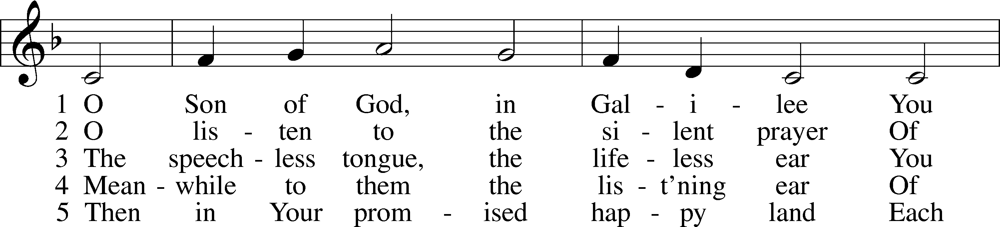 1 O Son of God, in Gal - i - lee You
2 O lis - ten to the si - lent prayer Of
3 The speech - less tongue, the life - less ear You
4 Mean - while to them the lis - t'ning ear Of
5 Then in Your prom - ised hap - py land Each